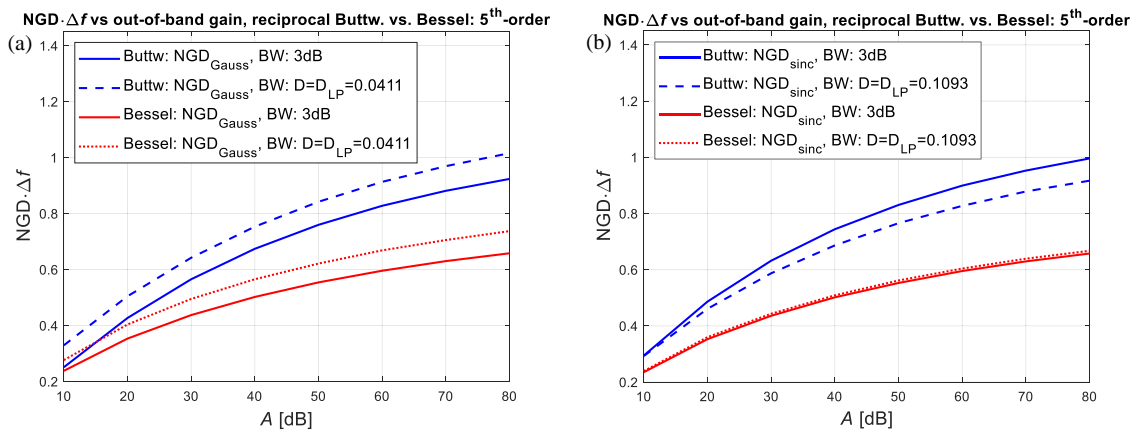 NGD·Δf vs out-of-band gain, reciprocal Buttw. vs. Bessel: 5th-order
(a)
1.4
1.2
1
0.8
0.6
0.4
0.2
NGD·Δf
Buttw: NGDGauss, BW: 3dB
Buttw: NGDGauss, BW: D=DLP=0.0411
Bessel: NGDGauss, BW: 3dB
Bessel: NGDGauss, BW: D=DLP=0.0411
10 20 30 40 50 60 70 80
A [dB]
NGD·Δf vs out-of-band gain, reciprocal Buttw. vs. Bessel: 5th-order
(b)
1.4
1.2
1
0.8
0.6
0.4
0.2
NGD·Δf
Buttw: NGDsinc, BW: 3dB
Buttw: NGDsinc, BW: D=DLP=0.1093
Bessel: NGDsinc, BW: 3dB
Bessel: NGDsinc, BW: D=DLP=0.1093
10 20 30 40 50 60 70 80
A [dB]